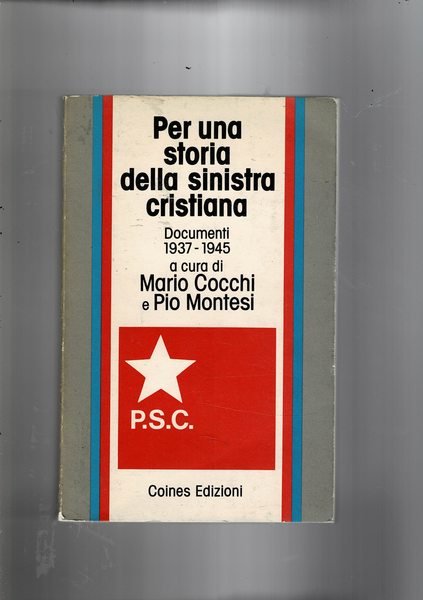 Per una
storia
della sinistra
cristiana
Documenti
1937-1945
a cura di
Mario Cocchi
e Pio Montesi
P.S.C.
Coines Edizioni